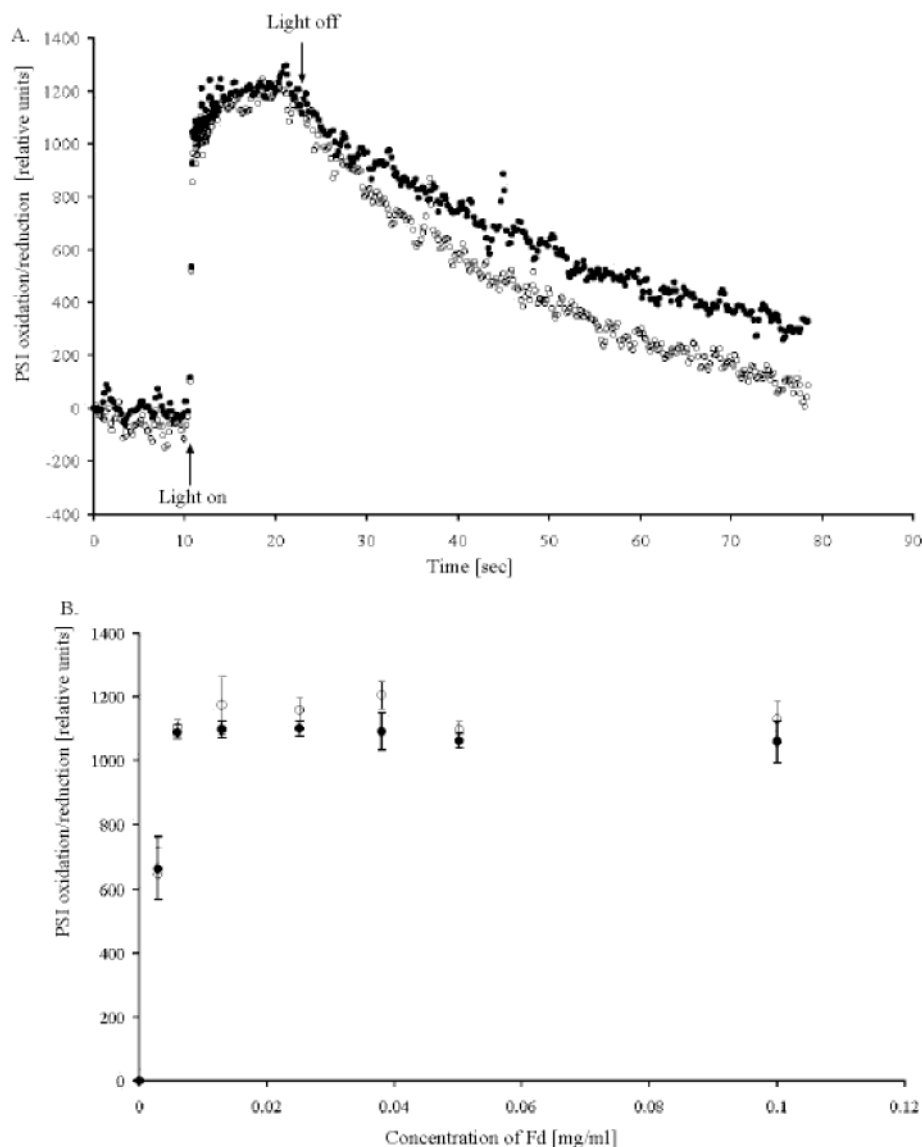 A.
Light off
PSI oxidation/reduction [relative units]
1400
1200
1000
800
600
400
200
0
-200
-400
Light on
0 10 20 30 40 50 60 70 80 90
Time [sec]
B.
PSI oxidation/reduction [relative units]
1400
1200
1000
800
600
400
200
0
0 0.02 0.04 0.06 0.08 0.1 0.12
Concentration of Fd [mg/ml]